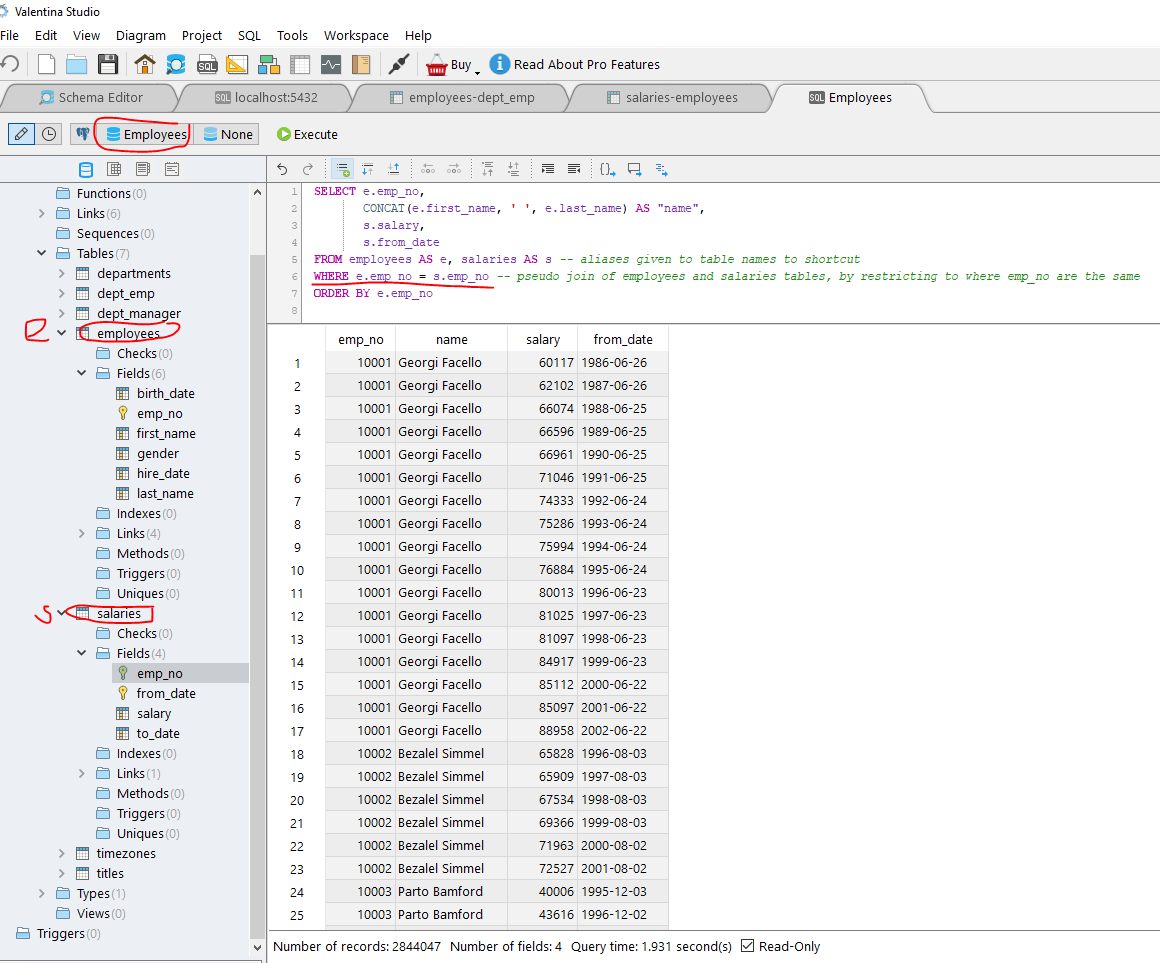 Valentina Studio
File Edit View Diagram Project SQL Tools Workspace Help
SQL Buy Read About Pro Features
Schema Editor SQL localhost:5432 employees-dept_emp salaries-employees SQL Employees
Employees None Execute
Functions (0)
Links (6)
Sequences (0)
Tables (7)
departments
dept_emp
dept_manager
e employees
Checks (0)
Fields (6)
birth_date
emp_no
first_name
gender
hire_date
last_name
Indexes (0)
Links (4)
Methods (0)
Triggers (0)
Uniques (0)
s salaries
Checks (0)
Fields (4)
emp_no
from_date
salary
to_date
Indexes (0)
Links (1)
Methods (0)
Triggers (0)
Uniques (0)
timezones
titles
Types (1)
Views (0)
Triggers (0)
1 SELECT e.emp_no,
2 CONCAT(e.first_name, ' ', e.last_name) AS "name",
3 s.salary,
4 s.from_date
5 FROM employees AS e, salaries AS s -- aliases given to table names to shortcut
6 WHERE e.emp_no = s.emp_no -- pseudo join of employees and salaries tables, by restricting to where emp_no are the same
7 ORDER BY e.emp_no
8
emp_no name salary from_date
1 10001 Georgi Facello 60117 1986-06-26
2 10001 Georgi Facello 62102 1987-06-26
3 10001 Georgi Facello 66074 1988-06-25
4 10001 Georgi Facello 66596 1989-06-25
5 10001 Georgi Facello 66961 1990-06-25
6 10001 Georgi Facello 71046 1991-06-25
7 10001 Georgi Facello 74333 1992-06-24
8 10001 Georgi Facello 75286 1993-06-24
9 10001 Georgi Facello 75994 1994-06-24
10 10001 Georgi Facello 76884 1995-06-24
11 10001 Georgi Facello 80013 1996-06-23
12 10001 Georgi Facello 81025 1997-06-23
13 10001 Georgi Facello 81097 1998-06-23
14 10001 Georgi Facello 84917 1999-06-23
15 10001 Georgi Facello 85112 2000-06-22
16 10001 Georgi Facello 85097 2001-06-22
17 10001 Georgi Facello 88958 2002-06-22
18 10002 Bezalel Simmel 65828 1996-08-03
19 10002 Bezalel Simmel 65909 1997-08-03
20 10002 Bezalel Simmel 67534 1998-08-03
21 10002 Bezalel Simmel 69366 1999-08-03
22 10002 Bezalel Simmel 71963 2000-08-02
23 10002 Bezalel Simmel 72527 2001-08-02
24 10003 Parto Bamford 40006 1995-12-03
25 10003 Parto Bamford 43616 1996-12-02
Number of records: 2844047 Number of fields: 4 Query time: 1.931 second(s) Read-Only